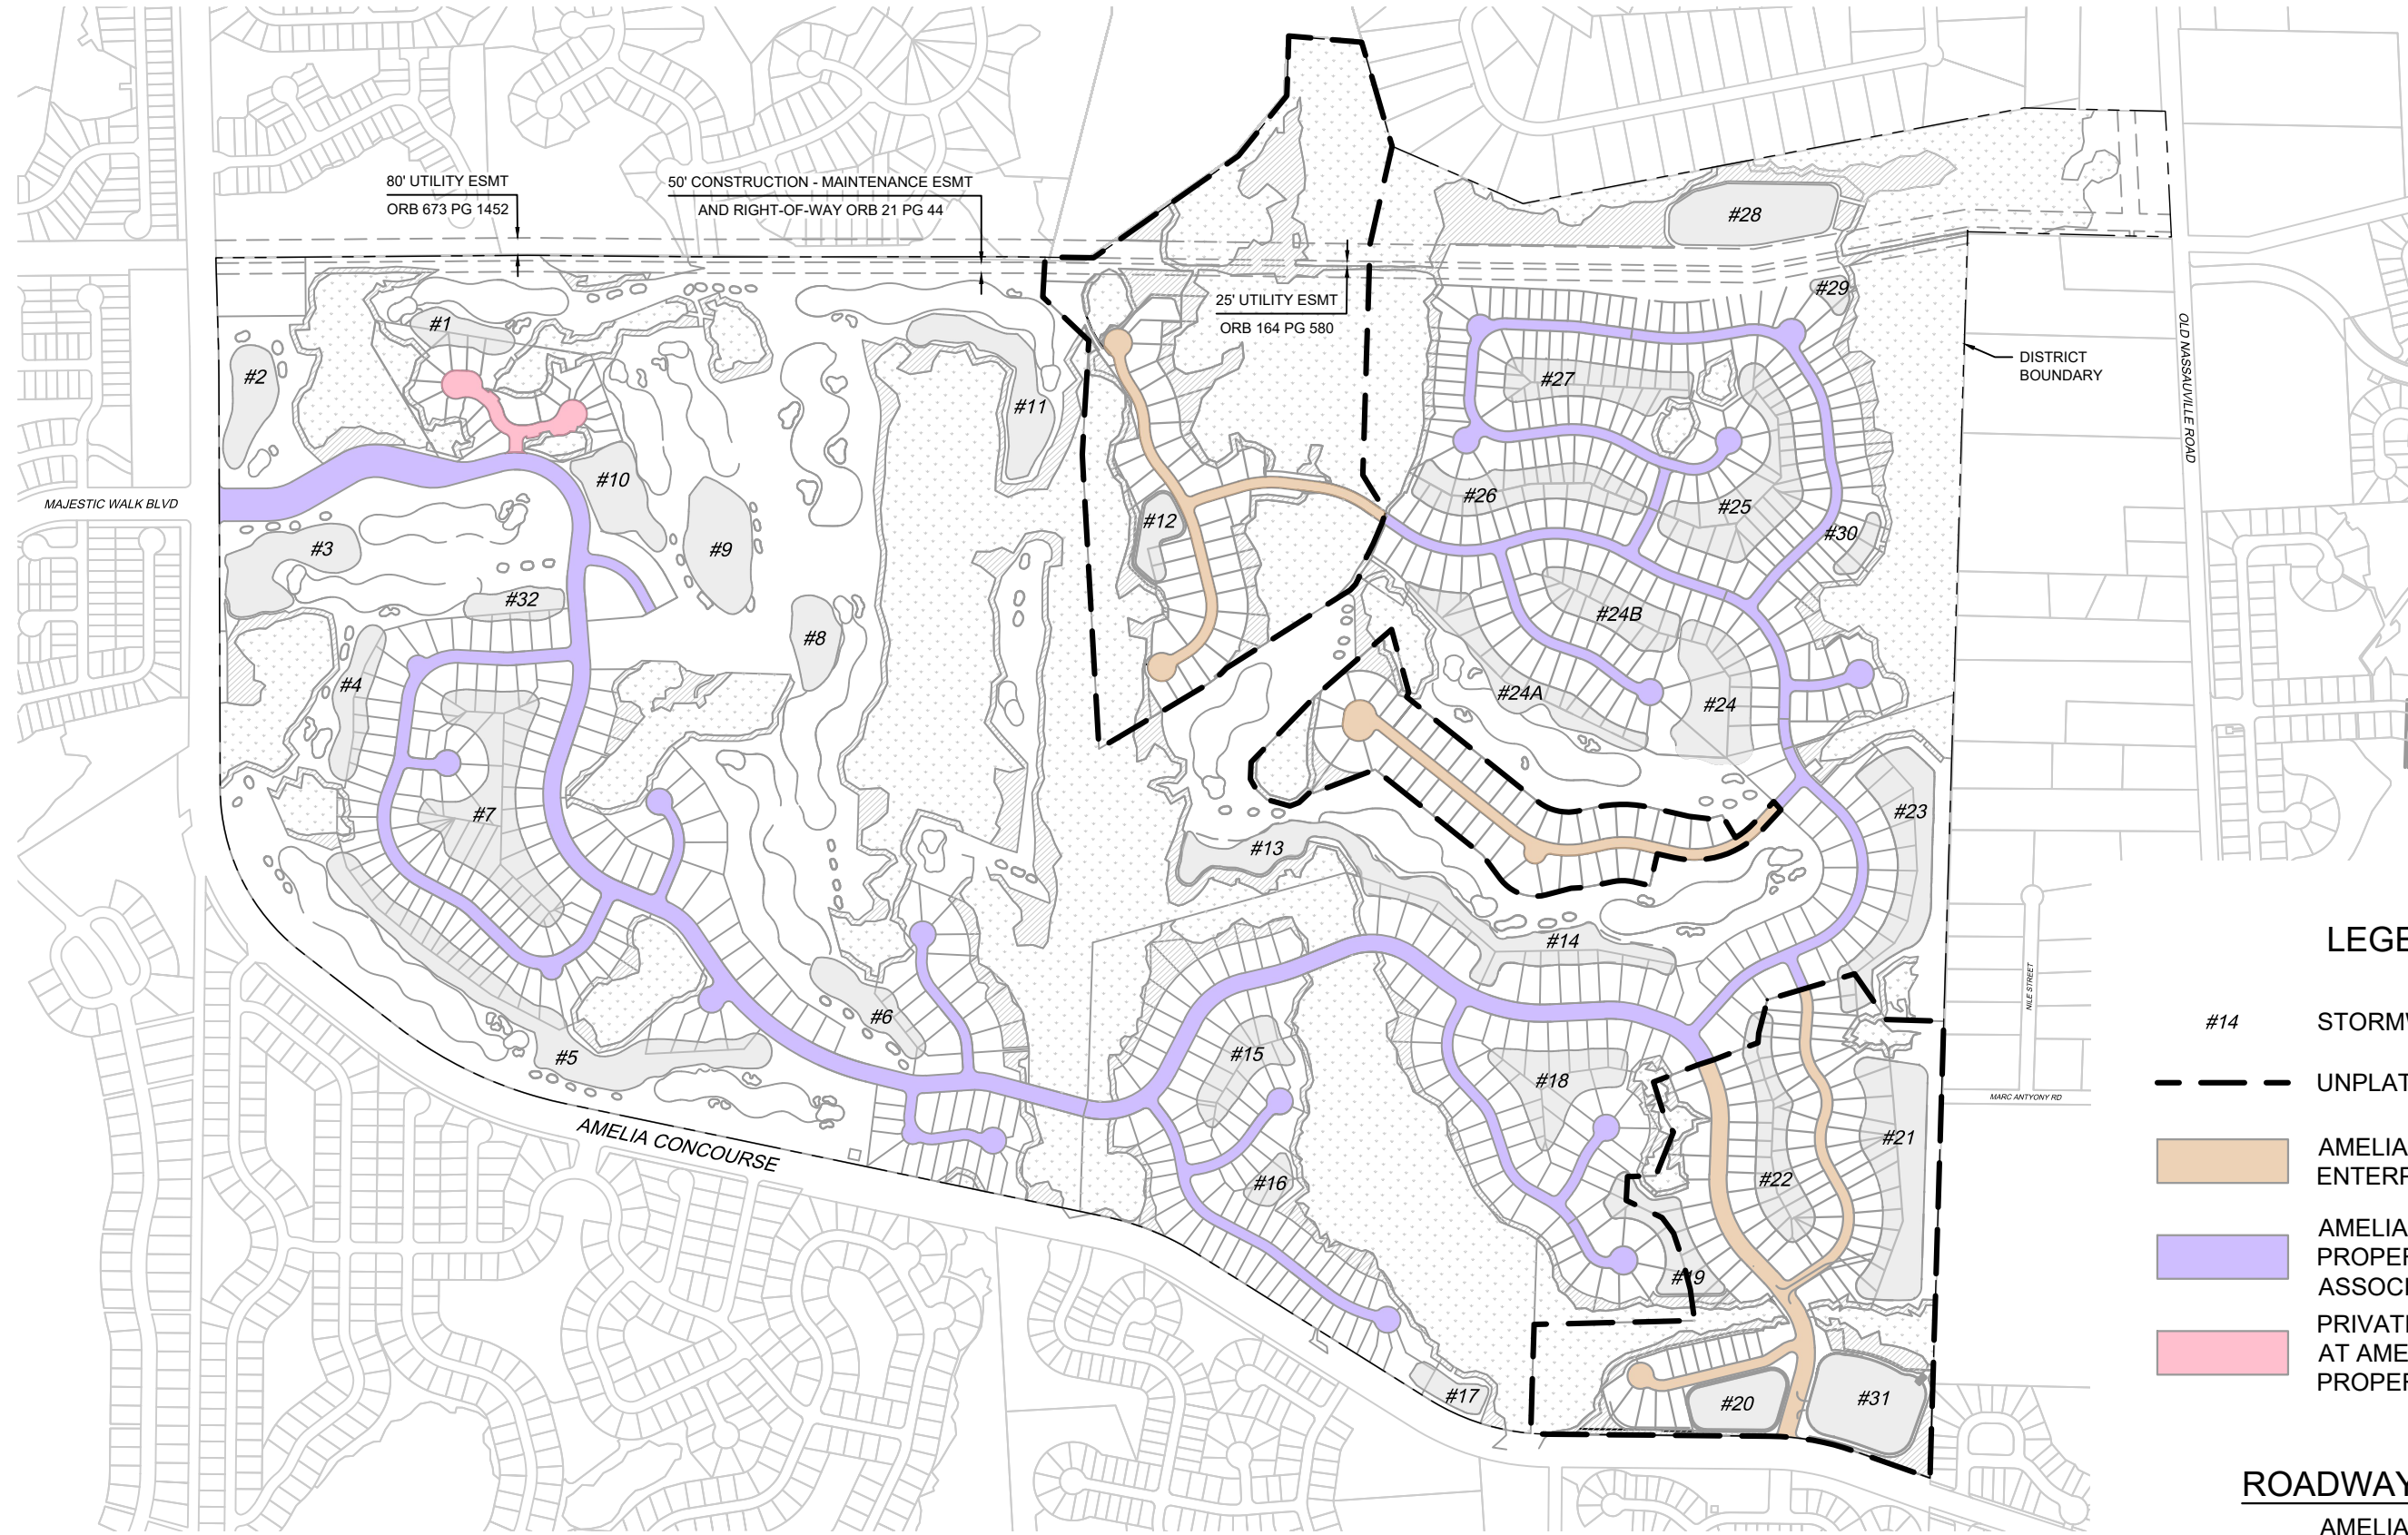 80' UTILITY ESMT
ORB 673 PG 1452
50' CONSTRUCTION - MAINTENANCE ESMT
AND RIGHT-OF-WAY ORB 21 PG 44
#28
25' UTILITY ESMT
ORB 164 PG 580
#29
#1
#2
OLD NASSAUVILLE ROAD
DISTRICT
BOUNDARY
#27
#11
#10
#26
MAJESTIC WALK BLVD
#25
#12
#30
#3
#9
#32
#24B
#8
#4
#24A
#24
#7
#23
#13
#14
LEGE
NILE STREET
#6
#14
STORMW
#5
#15
#18
UNPLAT
MARC ANTYONY RD
AMELIA CONCOURSE
#21
AMELIA
ENTERP
#16
#22
AMELIA
PROPER
ASSOCI
#19
PRIVATE
AT AME
PROPER
#17
#20
#31
ROADWAY
AMELIA